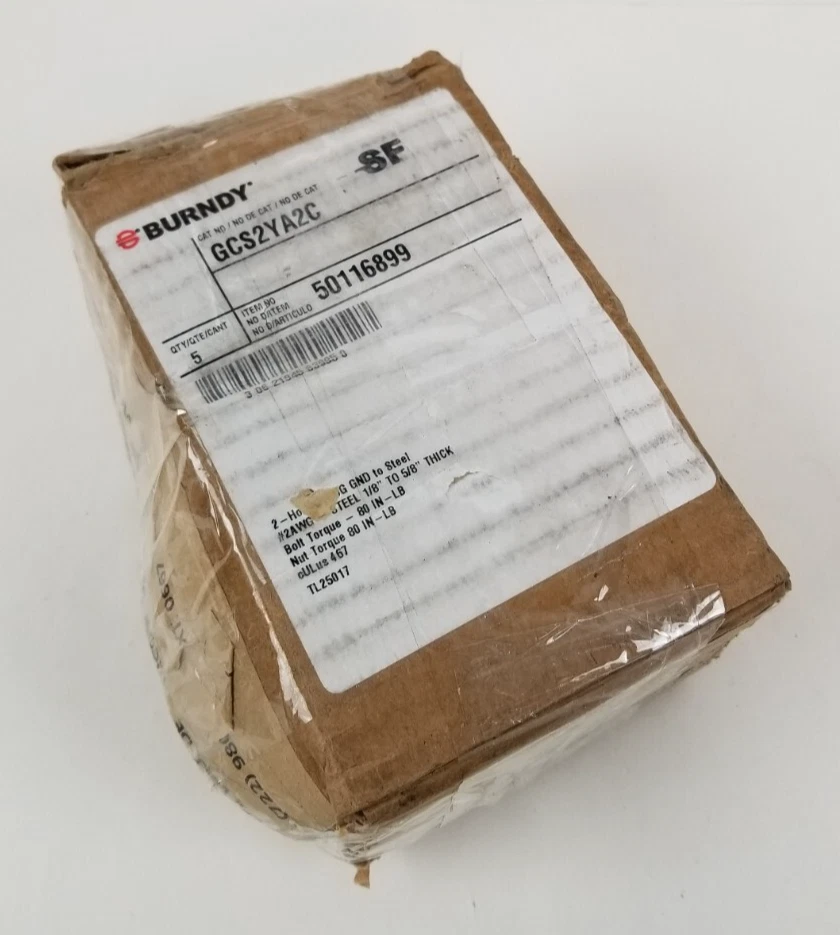 BURNDY
SF
CAT NO / NO DE CAT / NO DE CAT
GCS2YA2C
QTY/QTE/CANT
5
ITEM NO
NO D/ITEM
NO D/ARTICULO
50116899
GND to Steel
#2AWG STEEL 1/8" TO 5/8" THICK
Bolt Torque - 80 IN-LB
Nut Torque 80 IN-LB
cULus 467
TL25017